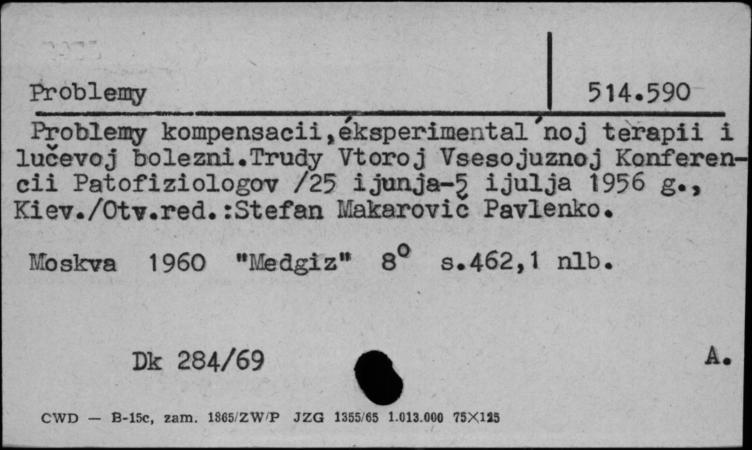 Problemy 514.590
Problemy kompensacii,éksperimental'noj terapii i
lučevoj bolezni.Trudy Vtoroj Vsesojuznoj Konferen-
cii Patofiziologov /25 ijunja-5 ijulja 1956 g.,
Kiev./Otv.red.:Stefan Makarovič Pavlenko.
Moskva 1960 "Medgiz" 8° s.462,1 nlb.
Dk 284/69 A.
CWD — B-15c, zam. 1865/ZW/P JZG 1355/65 1.013.000 75X125